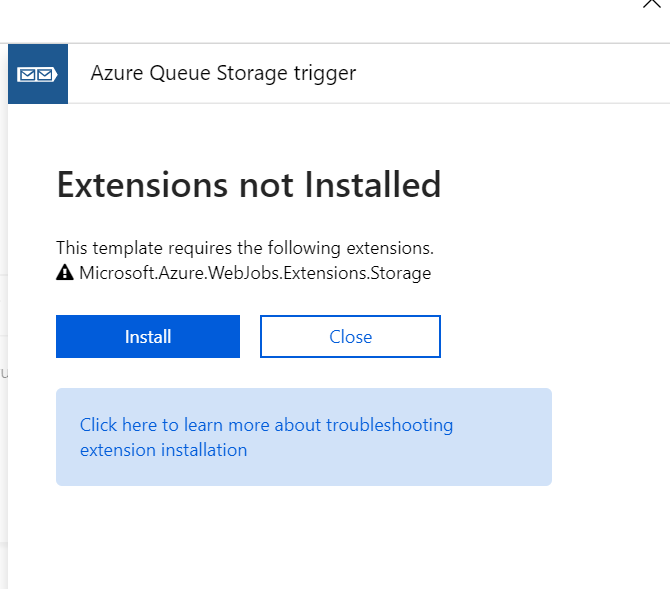 Azure Queue Storage trigger
Extensions not Installed
This template requires the following extensions.
Microsoft.Azure.WebJobs.Extensions.Storage
Install
Close
Click here to learn more about troubleshooting
extension installation